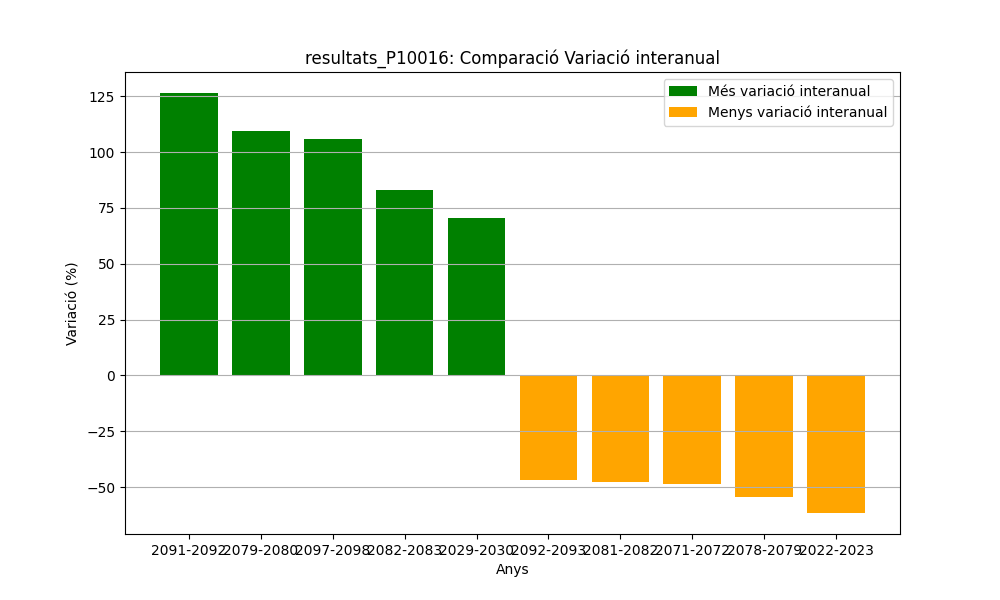 resultats_P10016: Comparació Variació interanual
Més variació interanual
Menys variació interanual
Variació (%)
125
100
75
50
25
0
−25
−50
2091-2092 2079-2080 2097-2098 2082-2083 2029-2030 2092-2093 2081-2082 2071-2072 2078-2079 2022-2023
Anys